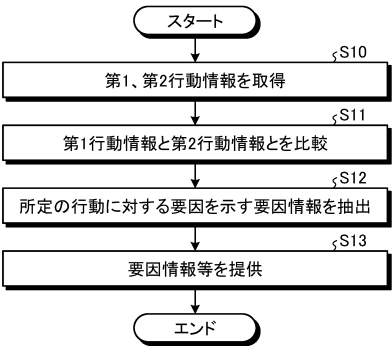 スタート
S10
第1、第2行動情報を取得
S11
第1行動情報と第2行動情報とを比較
S12
所定の行動に対する要因を示す要因情報を抽出
S13
要因情報等を提供
エンド